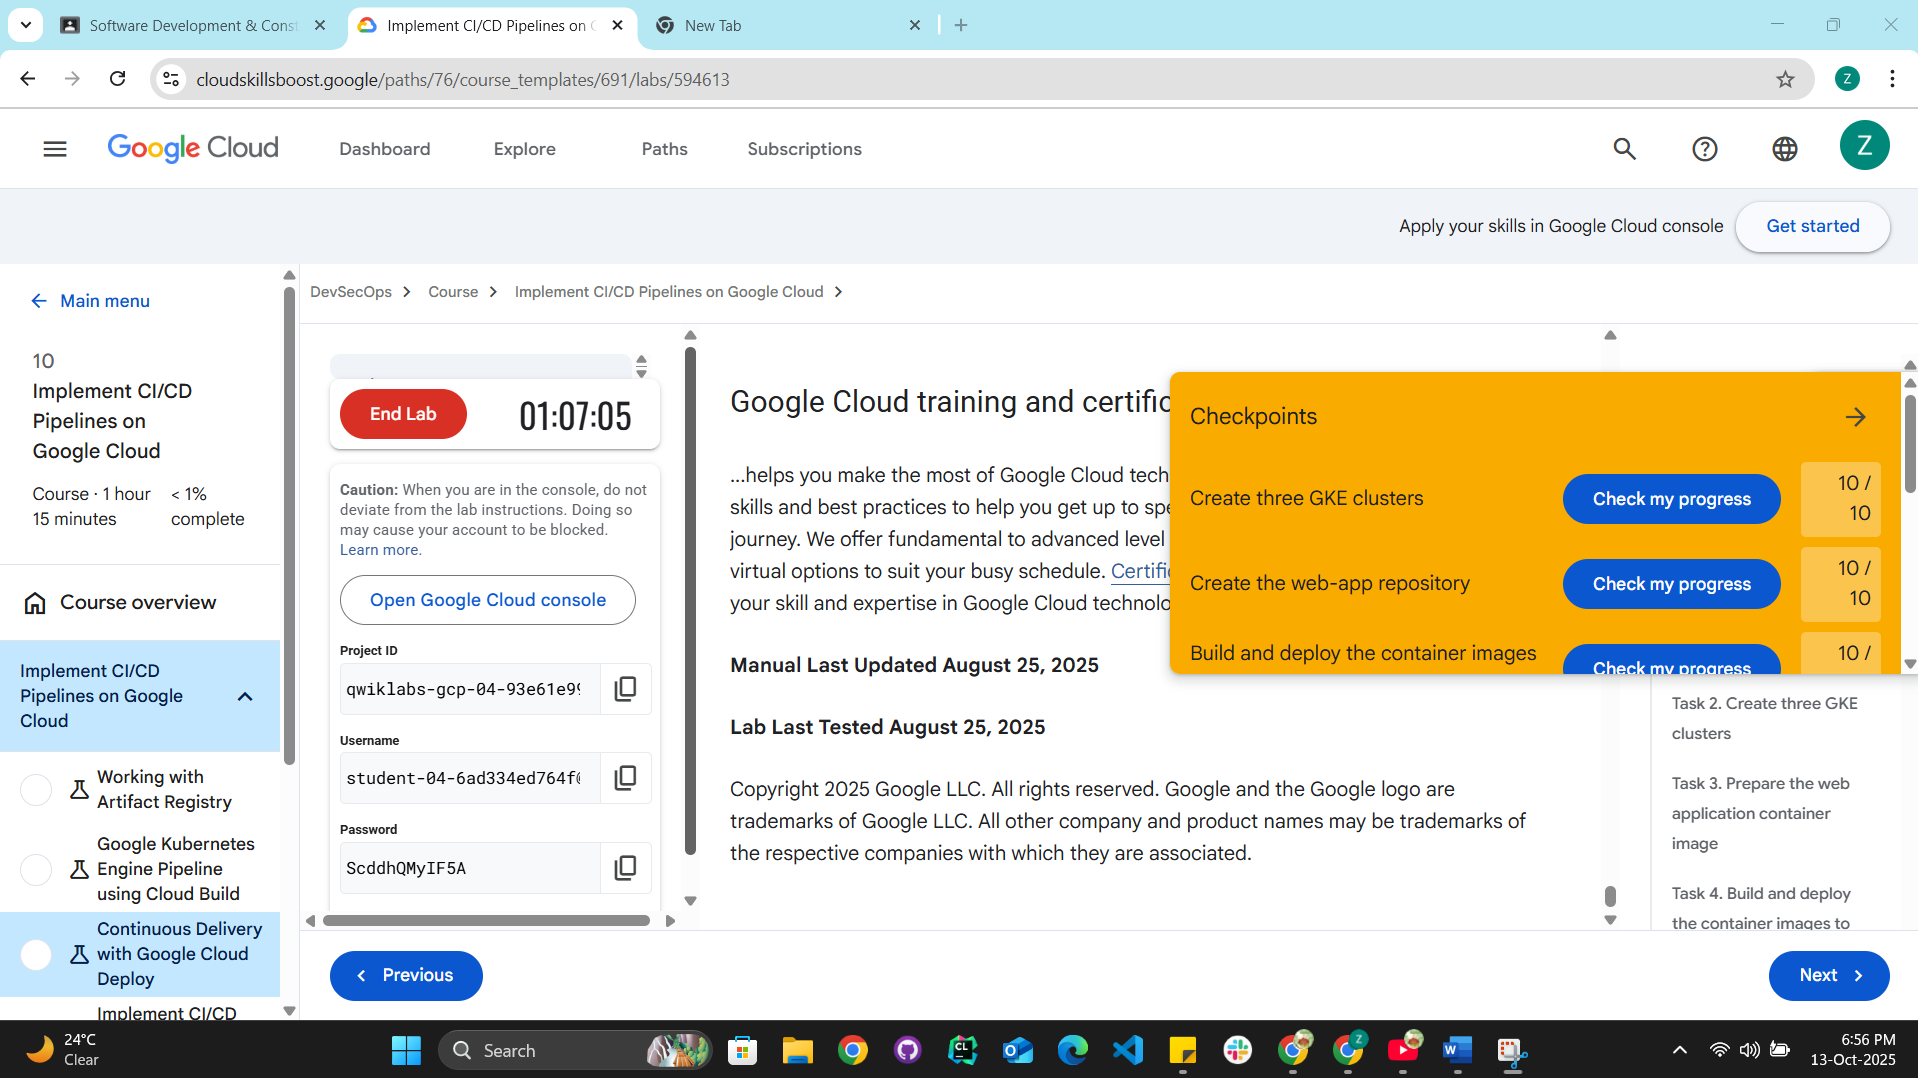 Software Development & Const
Implement CI/CD Pipelines on G
New Tab
cloudskillsboost.google/paths/76/course_templates/691/labs/594613
Z
Google Cloud
Dashboard
Explore
Paths
Subscriptions
Z
Apply your skills in Google Cloud console
Get started
Main menu
10
Implement CI/CD
Pipelines on
Google Cloud
Course · 1 hour
15 minutes
< 1%
complete
Course overview
Implement CI/CD
Pipelines on Google
Cloud
Working with
Artifact Registry
Google Kubernetes
Engine Pipeline
using Cloud Build
Continuous Delivery
with Google Cloud
Deploy
Implement CI/CD
DevSecOps
Course
Implement CI/CD Pipelines on Google Cloud
End Lab
01:07:05
Caution: When you are in the console, do not
deviate from the lab instructions. Doing so
may cause your account to be blocked.
Learn more.
Open Google Cloud console
Project ID
qwiklabs-gcp-04-93e61e99
Username
student-04-6ad334ed764f0
Password
ScddhQMyIF5A
Google Cloud training and certific
...helps you make the most of Google Cloud tech
skills and best practices to help you get up to spe
journey. We offer fundamental to advanced level
virtual options to suit your busy schedule. Certific
your skill and expertise in Google Cloud technolo
Manual Last Updated August 25, 2025
Lab Last Tested August 25, 2025
Copyright 2025 Google LLC. All rights reserved. Google and the Google logo are
trademarks of Google LLC. All other company and product names may be trademarks of
the respective companies with which they are associated.
Checkpoints
Create three GKE clusters
Check my progress
10 /
10
Create the web-app repository
Check my progress
10 /
10
Build and deploy the container images
Check my progress
10 /
Task 2. Create three GKE
clusters
Task 3. Prepare the web
application container
image
Task 4. Build and deploy
the container images to
Previous
Next
24°C
Clear
Search
6:56 PM
13-Oct-2025